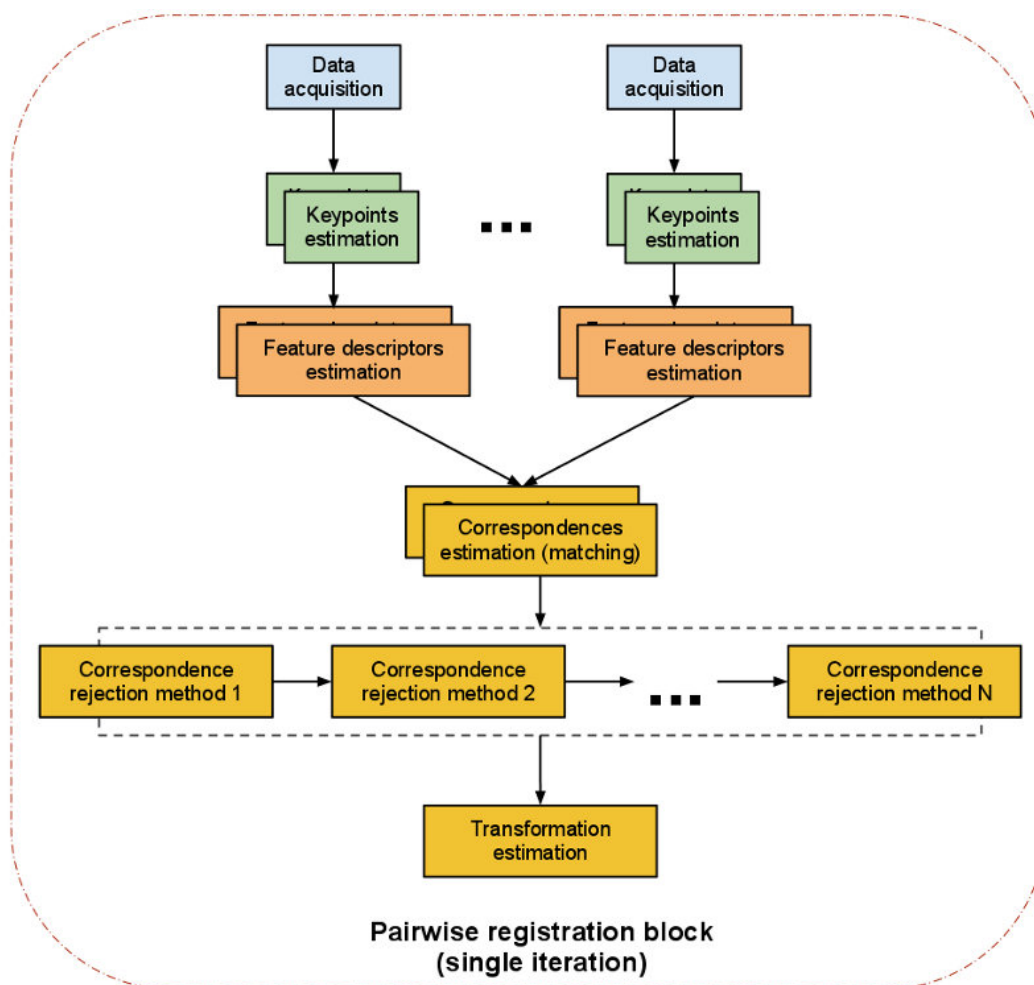 Data
acquisition
Data
acquisition
Keypoints
estimation
Keypoints
estimation
Feature descriptors
estimation
Feature descriptors
estimation
Correspondences
estimation (matching)
Correspondence
rejection method 1
Correspondence
rejection method 2
Correspondence
rejection method N
Transformation
estimation
Pairwise registration block
(single iteration)